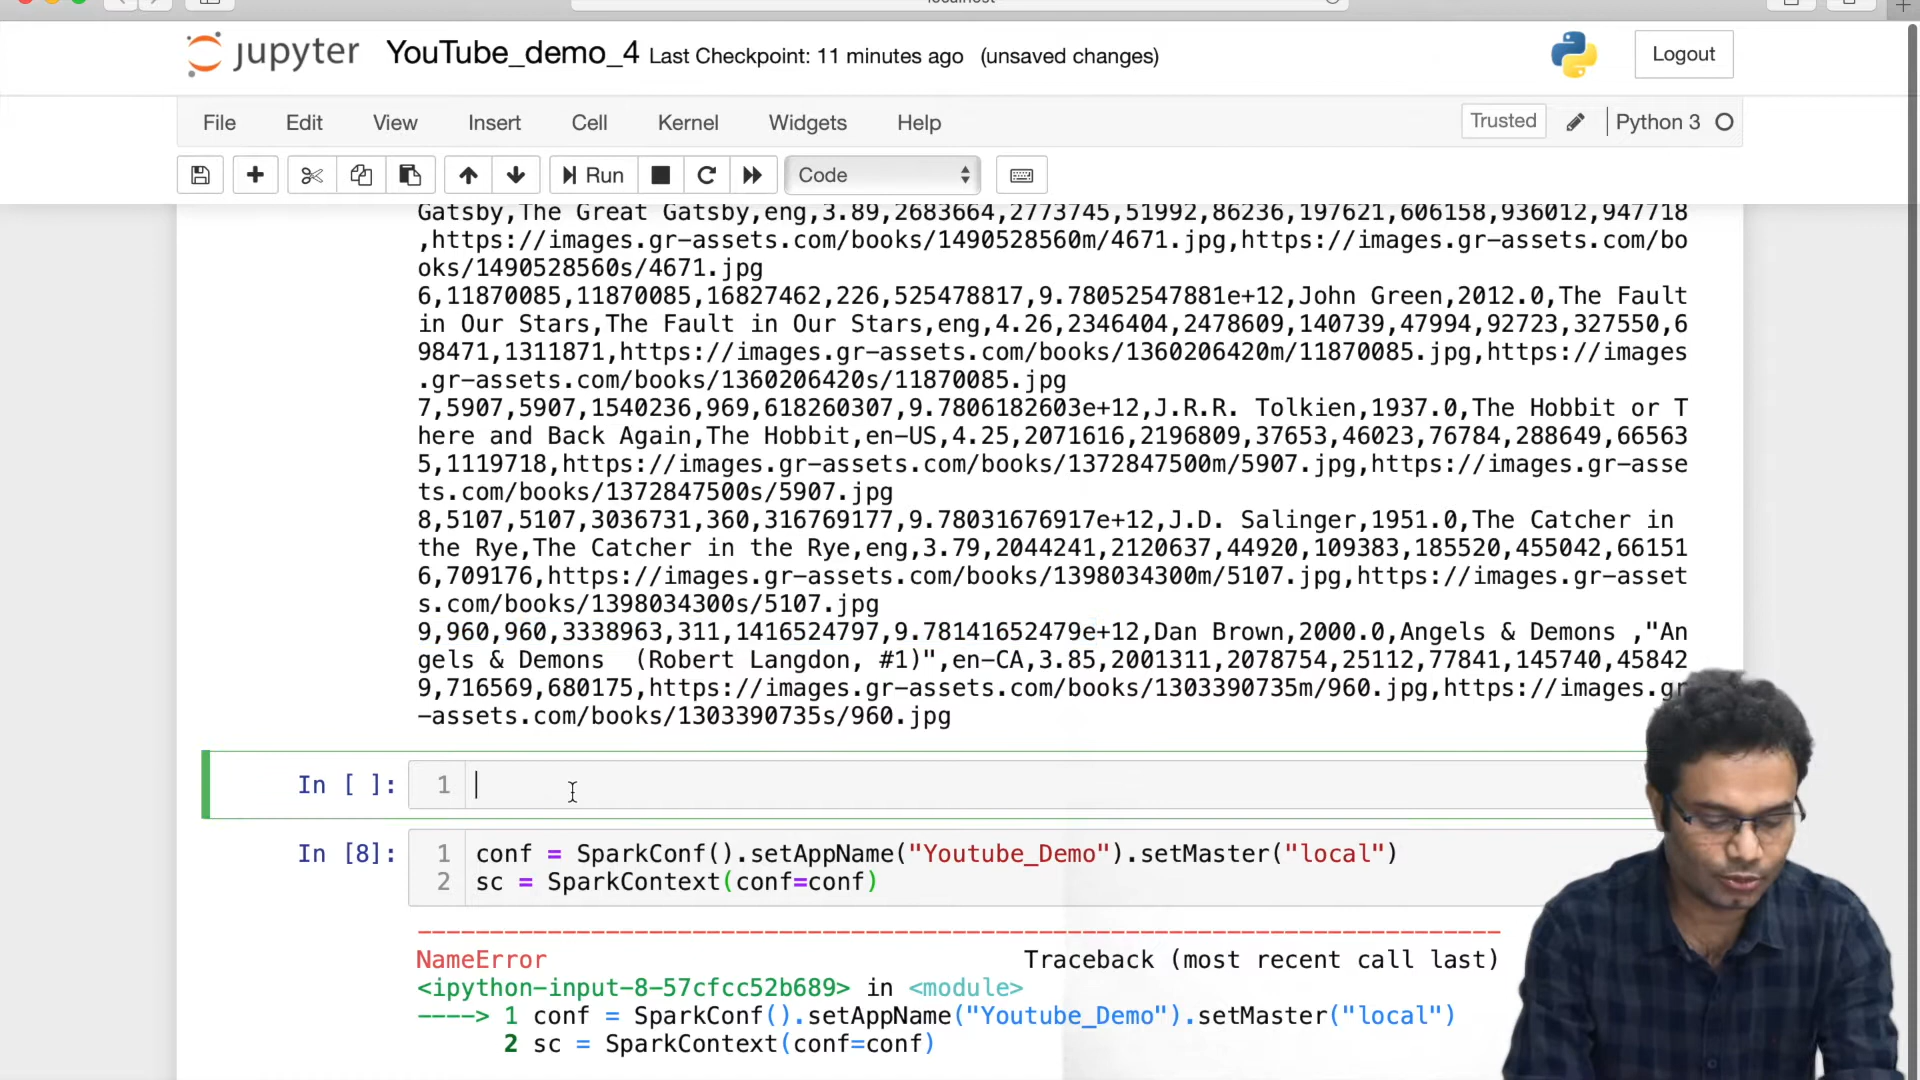 jupyter YouTube_demo_4 Last Checkpoint: 11 minutes ago (unsaved changes)
Logout
File Edit View Insert Cell Kernel Widgets Help Trusted Python 3
Run Code
Gatsby,The Great Gatsby,eng,3.89,2683664,2773745,51992,86236,197621,606158,936012,947718
,https://images.gr-assets.com/books/1490528560m/4671.jpg,https://images.gr-assets.com/bo
oks/1490528560s/4671.jpg
6,11870085,11870085,16827462,226,525478817,9.78052547881e+12,John Green,2012.0,The Fault
in Our Stars,The Fault in Our Stars,eng,4.26,2346404,2478609,140739,47994,92723,327550,6
98471,1311871,https://images.gr-assets.com/books/1360206420m/11870085.jpg,https://images
.gr-assets.com/books/1360206420s/11870085.jpg
7,5907,5907,1540236,969,618260307,9.7806182603e+12,J.R.R. Tolkien,1937.0,The Hobbit or T
here and Back Again,The Hobbit,en-US,4.25,2071616,2196809,37653,46023,76784,288649,66563
5,1119718,https://images.gr-assets.com/books/1372847500m/5907.jpg,https://images.gr-asse
ts.com/books/1372847500s/5907.jpg
8,5107,5107,3036731,360,316769177,9.78031676917e+12,J.D. Salinger,1951.0,The Catcher in
the Rye,The Catcher in the Rye,eng,3.79,2044241,2120637,44920,109383,185520,455042,66151
6,709176,https://images.gr-assets.com/books/1398034300m/5107.jpg,https://images.gr-asset
s.com/books/1398034300s/5107.jpg
9,960,960,3338963,311,1416524797,9.78141652479e+12,Dan Brown,2000.0,Angels & Demons ,"An
gels & Demons  (Robert Langdon, #1)",en-CA,3.85,2001311,2078754,25112,77841,145740,45842
9,716569,680175,https://images.gr-assets.com/books/1303390735m/960.jpg,https://images.gr
-assets.com/books/1303390735s/960.jpg
In [ ]: 1
In [8]: 1 conf = SparkConf().setAppName("Youtube_Demo").setMaster("local")
2 sc = SparkContext(conf=conf)
NameError Traceback (most recent call last)
<ipython-input-8-57cfcc52b689> in <module>
----> 1 conf = SparkConf().setAppName("Youtube_Demo").setMaster("local")
2 sc = SparkContext(conf=conf)